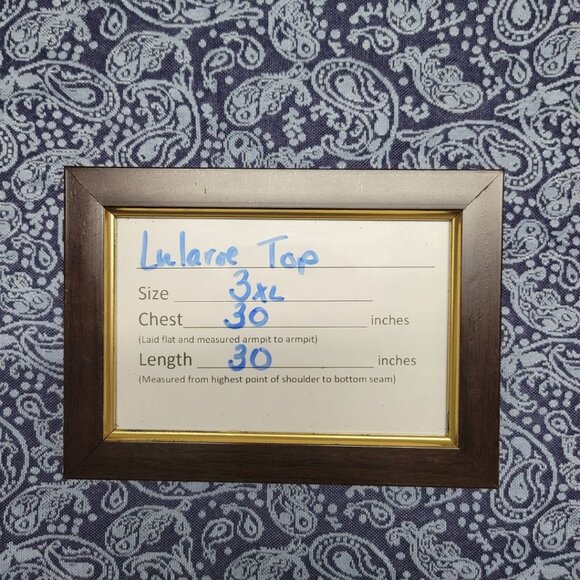 Lularoe Top
Size 3XL
Chest 30 inches
(Laid flat and measured armpit to armpit)
Length 30 inches
(Measured from highest point of shoulder to bottom seam)